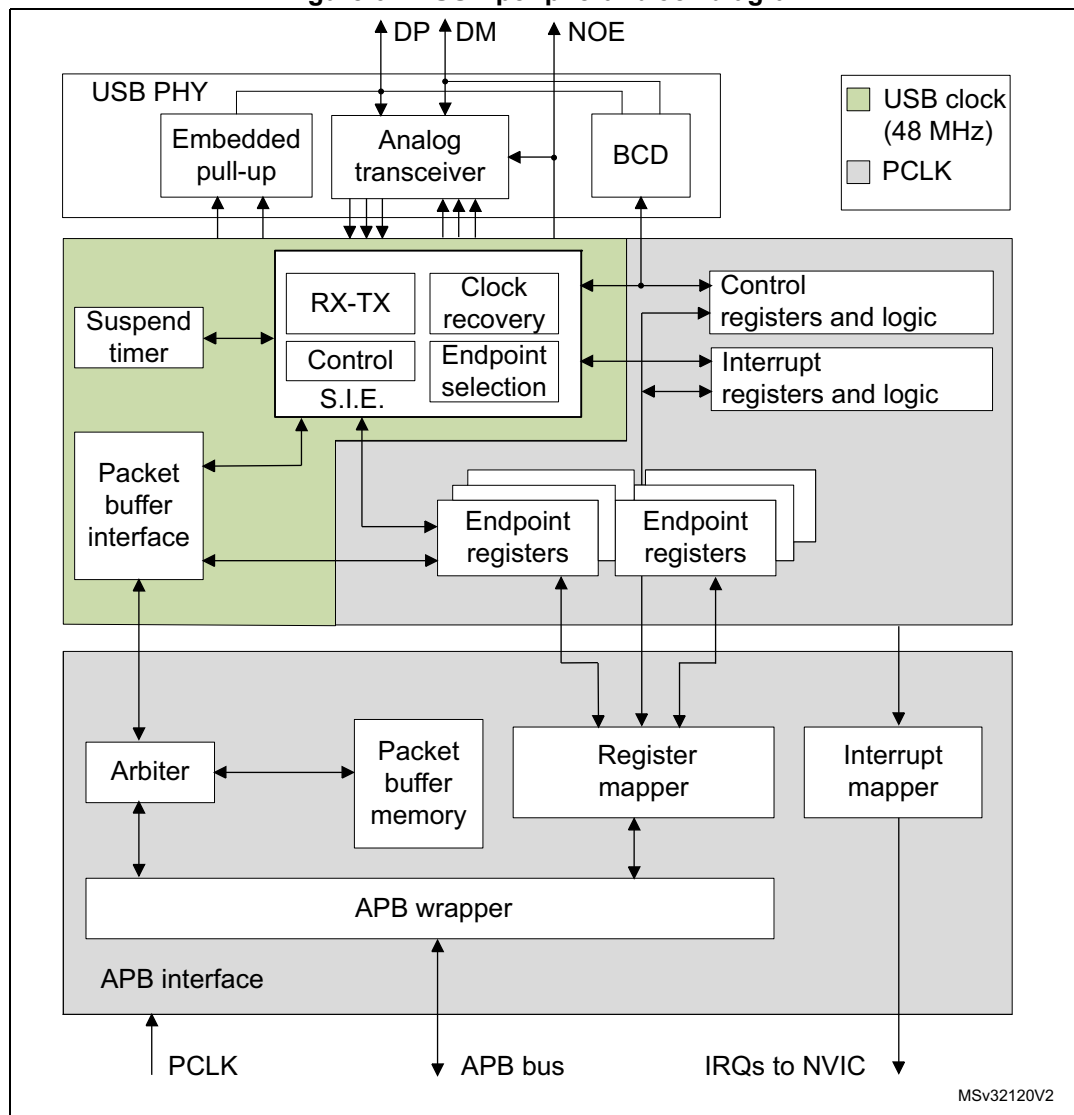 DP DM NOE
USB PHY
Embedded
pull-up
Analog
transceiver
BCD
USB clock
(48 MHz)
PCLK
Suspend
timer
RX-TX
Clock
recovery
Control
Endpoint
selection
S.I.E.
Control
registers and logic
Interrupt
registers and logic
Packet
buffer
interface
Endpoint
registers
Endpoint
registers
Arbiter
Packet
buffer
memory
Register
mapper
Interrupt
mapper
APB wrapper
APB interface
PCLK
APB bus
IRQs to NVIC
MSv32120V2